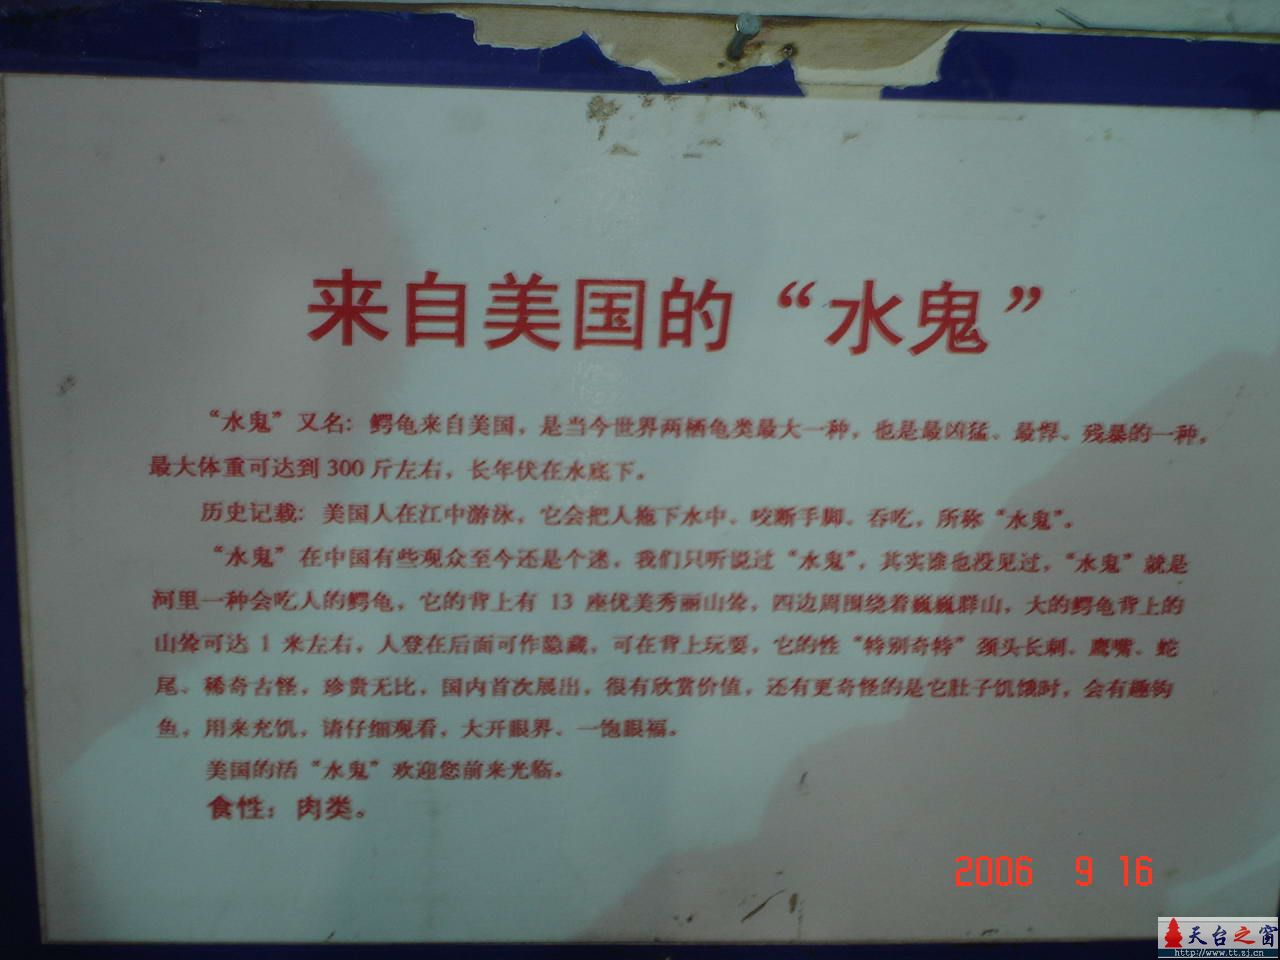 来自美国的“水鬼”
“水鬼”又名：鳄龟来自美国，是当今世界两栖龟类最大一种，也是最凶猛、最悍、残暴的一种，
最大体重可达到300斤左右，长年伏在水底下。
历史记载：美国人在江中游泳，它会把人拖下水中、咬断手脚、吞吃，所称“水鬼”。
“水鬼”在中国有些观众至今还是个迷，我们只听说过“水鬼”，其实谁也没见过，“水鬼”就是
河里一种会吃人的鳄龟，它的背上有 13 座优美秀丽山耸，四边周围绕着巍巍群山，大的鳄龟背上的
山耸可达 1 米左右，人登在后面可作隐藏，可在背上玩耍，它的性“特别奇特”颈头长刺、鹰嘴、蛇
尾、稀奇古怪，珍贵无比，国内首次展出，很有欣赏价值，还有更奇怪的是它肚子饥饿时，会有趣钩
鱼，用来充饥，请仔细观看，大开眼界、一饱眼福。
美国的活“水鬼”欢迎您前来光临。
食性：肉类。
2006 9 16
天台之窗
http://www.tt.zj.cn